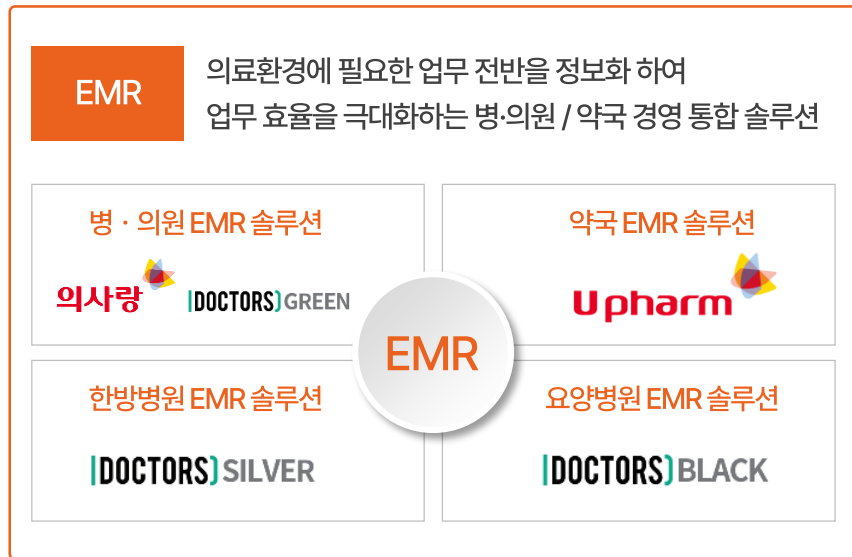 EMR
의료환경에 필요한 업무 전반을 정보화 하여
업무 효율을 극대화하는 병·의원 / 약국 경영 통합 솔루션
병 · 의원 EMR 솔루션
의사랑 DOCTORS GREEN
약국 EMR 솔루션
U pharm
EMR
한방병원 EMR 솔루션
DOCTORS SILVER
요양병원 EMR 솔루션
DOCTORS BLACK